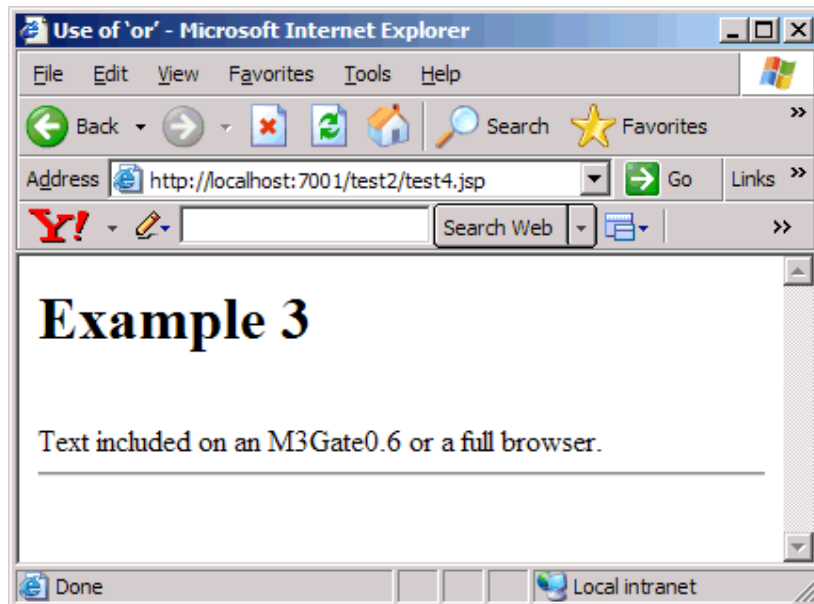 Use of `or' - Microsoft Internet Explorer
File Edit View Favorites Tools Help
Back Search Favorites »
Address http://localhost:7001/test2/test4.jsp Go Links »
Y! Search Web »
Example 3
Text included on an M3Gate0.6 or a full browser.
Done Local intranet